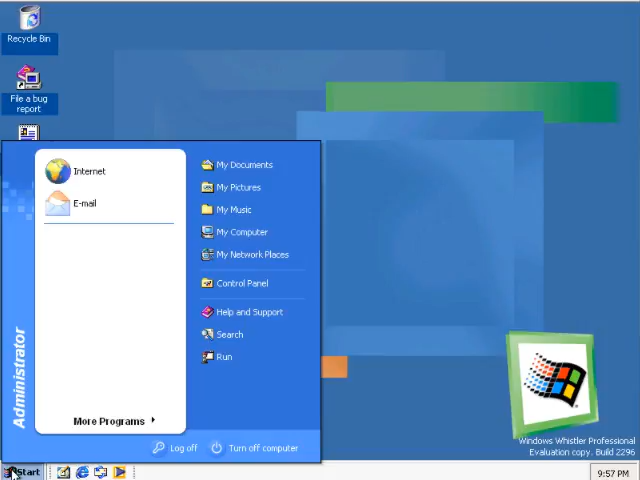 Recycle Bin
File a bug
report
Internet
E-mail
My Documents
My Pictures
My Music
My Computer
My Network Places
Control Panel
Help and Support
Search
Run
Administrator
More Programs
Log off
Turn off computer
Windows Whistler Professional
Evaluation copy. Build 2296
Start
9:57 PM